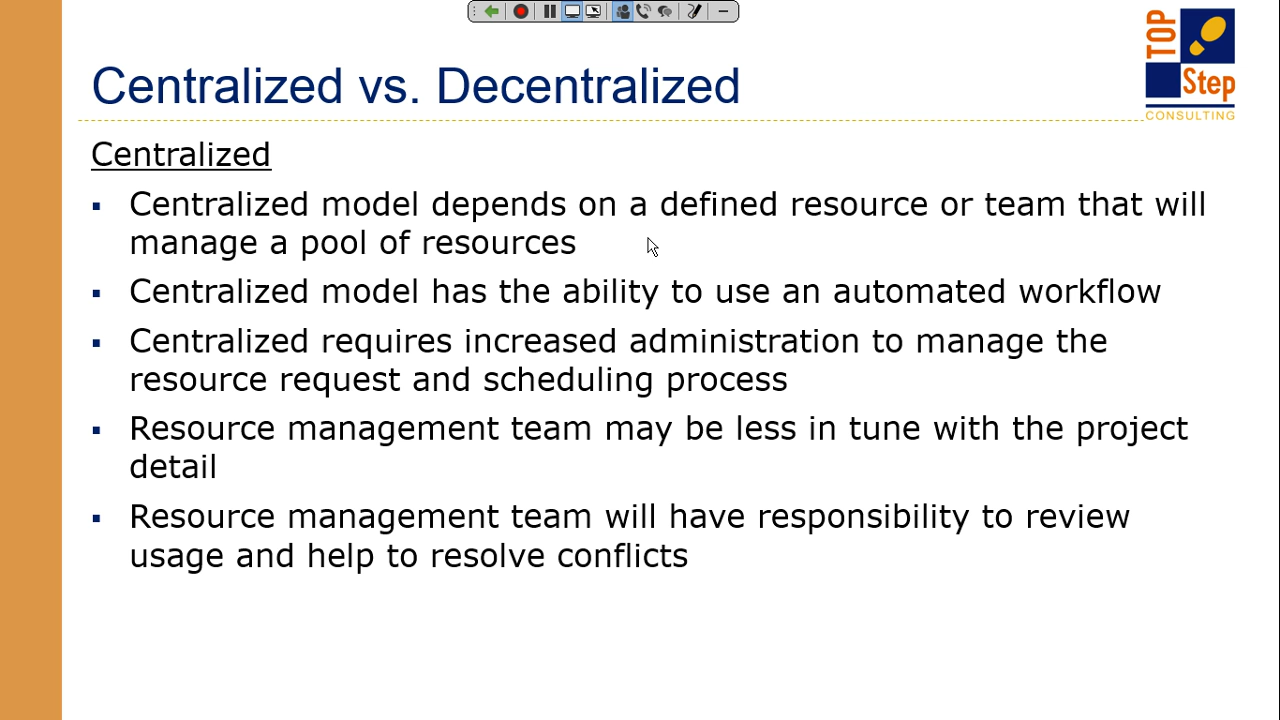 TOP
Step
CONSULTING
Centralized vs. Decentralized
Centralized
▪ Centralized model depends on a defined resource or team that will
manage a pool of resources
▪ Centralized model has the ability to use an automated workflow
▪ Centralized requires increased administration to manage the
resource request and scheduling process
▪ Resource management team may be less in tune with the project
detail
▪ Resource management team will have responsibility to review
usage and help to resolve conflicts